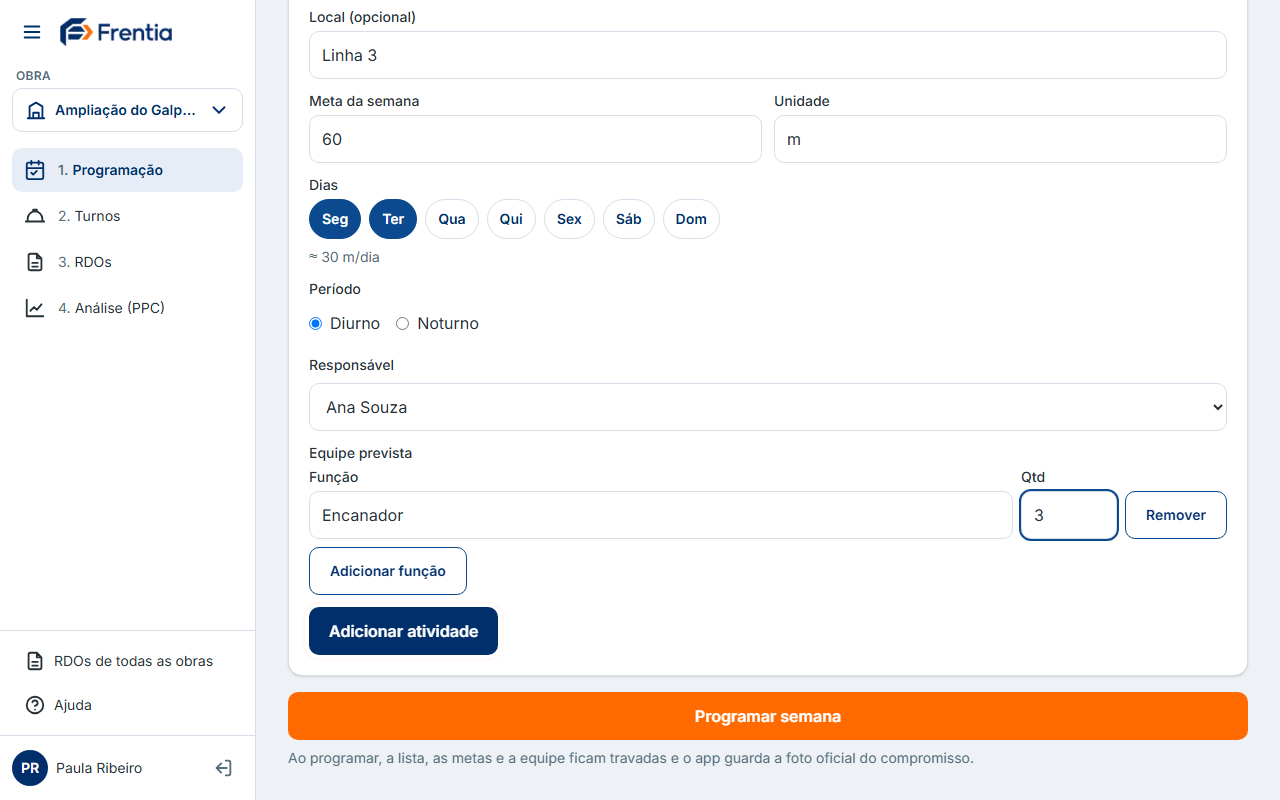 Frentia
OBRA
Ampliação do Galp...
1. Programação
2. Turnos
3. RDOs
4. Análise (PPC)
RDOs de todas as obras
Ajuda
PR Paula Ribeiro
Local (opcional)
Linha 3
Meta da semana Unidade
60 m
Dias
Seg Ter Qua Qui Sex Sáb Dom
≈ 30 m/dia
Período
Diurno Noturno
Responsável
Ana Souza
Equipe prevista
Função Qtd
Encanador 3 Remover
Adicionar função
Adicionar atividade
Programar semana
Ao programar, a lista, as metas e a equipe ficam travadas e o app guarda a foto oficial do compromisso.